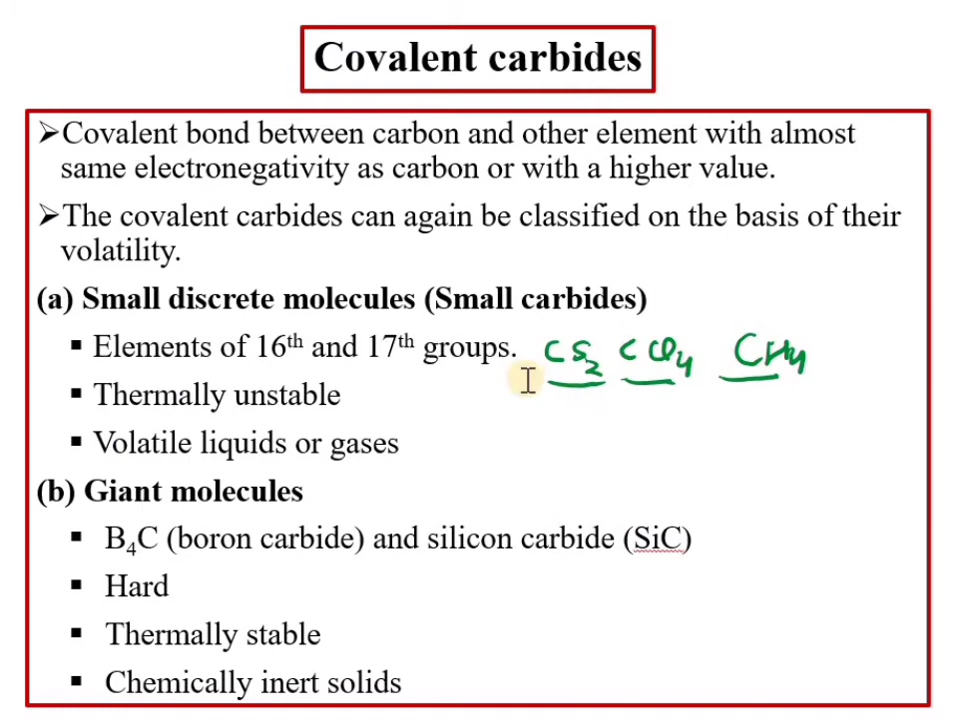 Covalent carbides
➢Covalent bond between carbon and other element with almost
same electronegativity as carbon or with a higher value.
➢The covalent carbides can again be classified on the basis of their
volatility.
(a) Small discrete molecules (Small carbides)
▪ Elements of 16th and 17th groups. CS2 CCl4 CH4
▪ Thermally unstable
▪ Volatile liquids or gases
(b) Giant molecules
▪ B4C (boron carbide) and silicon carbide (SiC)
▪ Hard
▪ Thermally stable
▪ Chemically inert solids